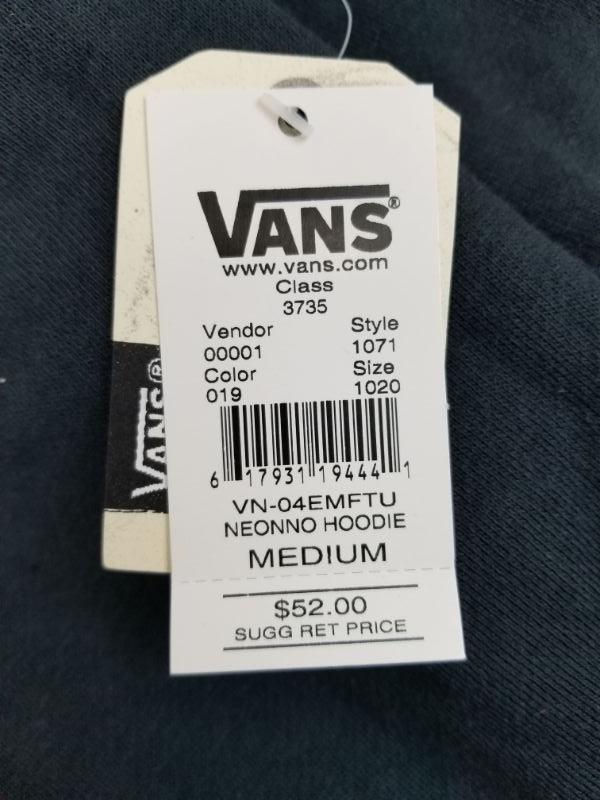 VANS®
www.vans.com
Class
3735
Vendor Style
00001 1071
Color Size
019 1020
6 17931 19444 1
VN-04EMFTU
NEONNO HOODIE
MEDIUM
$52.00
SUGG RET PRICE
VANS®